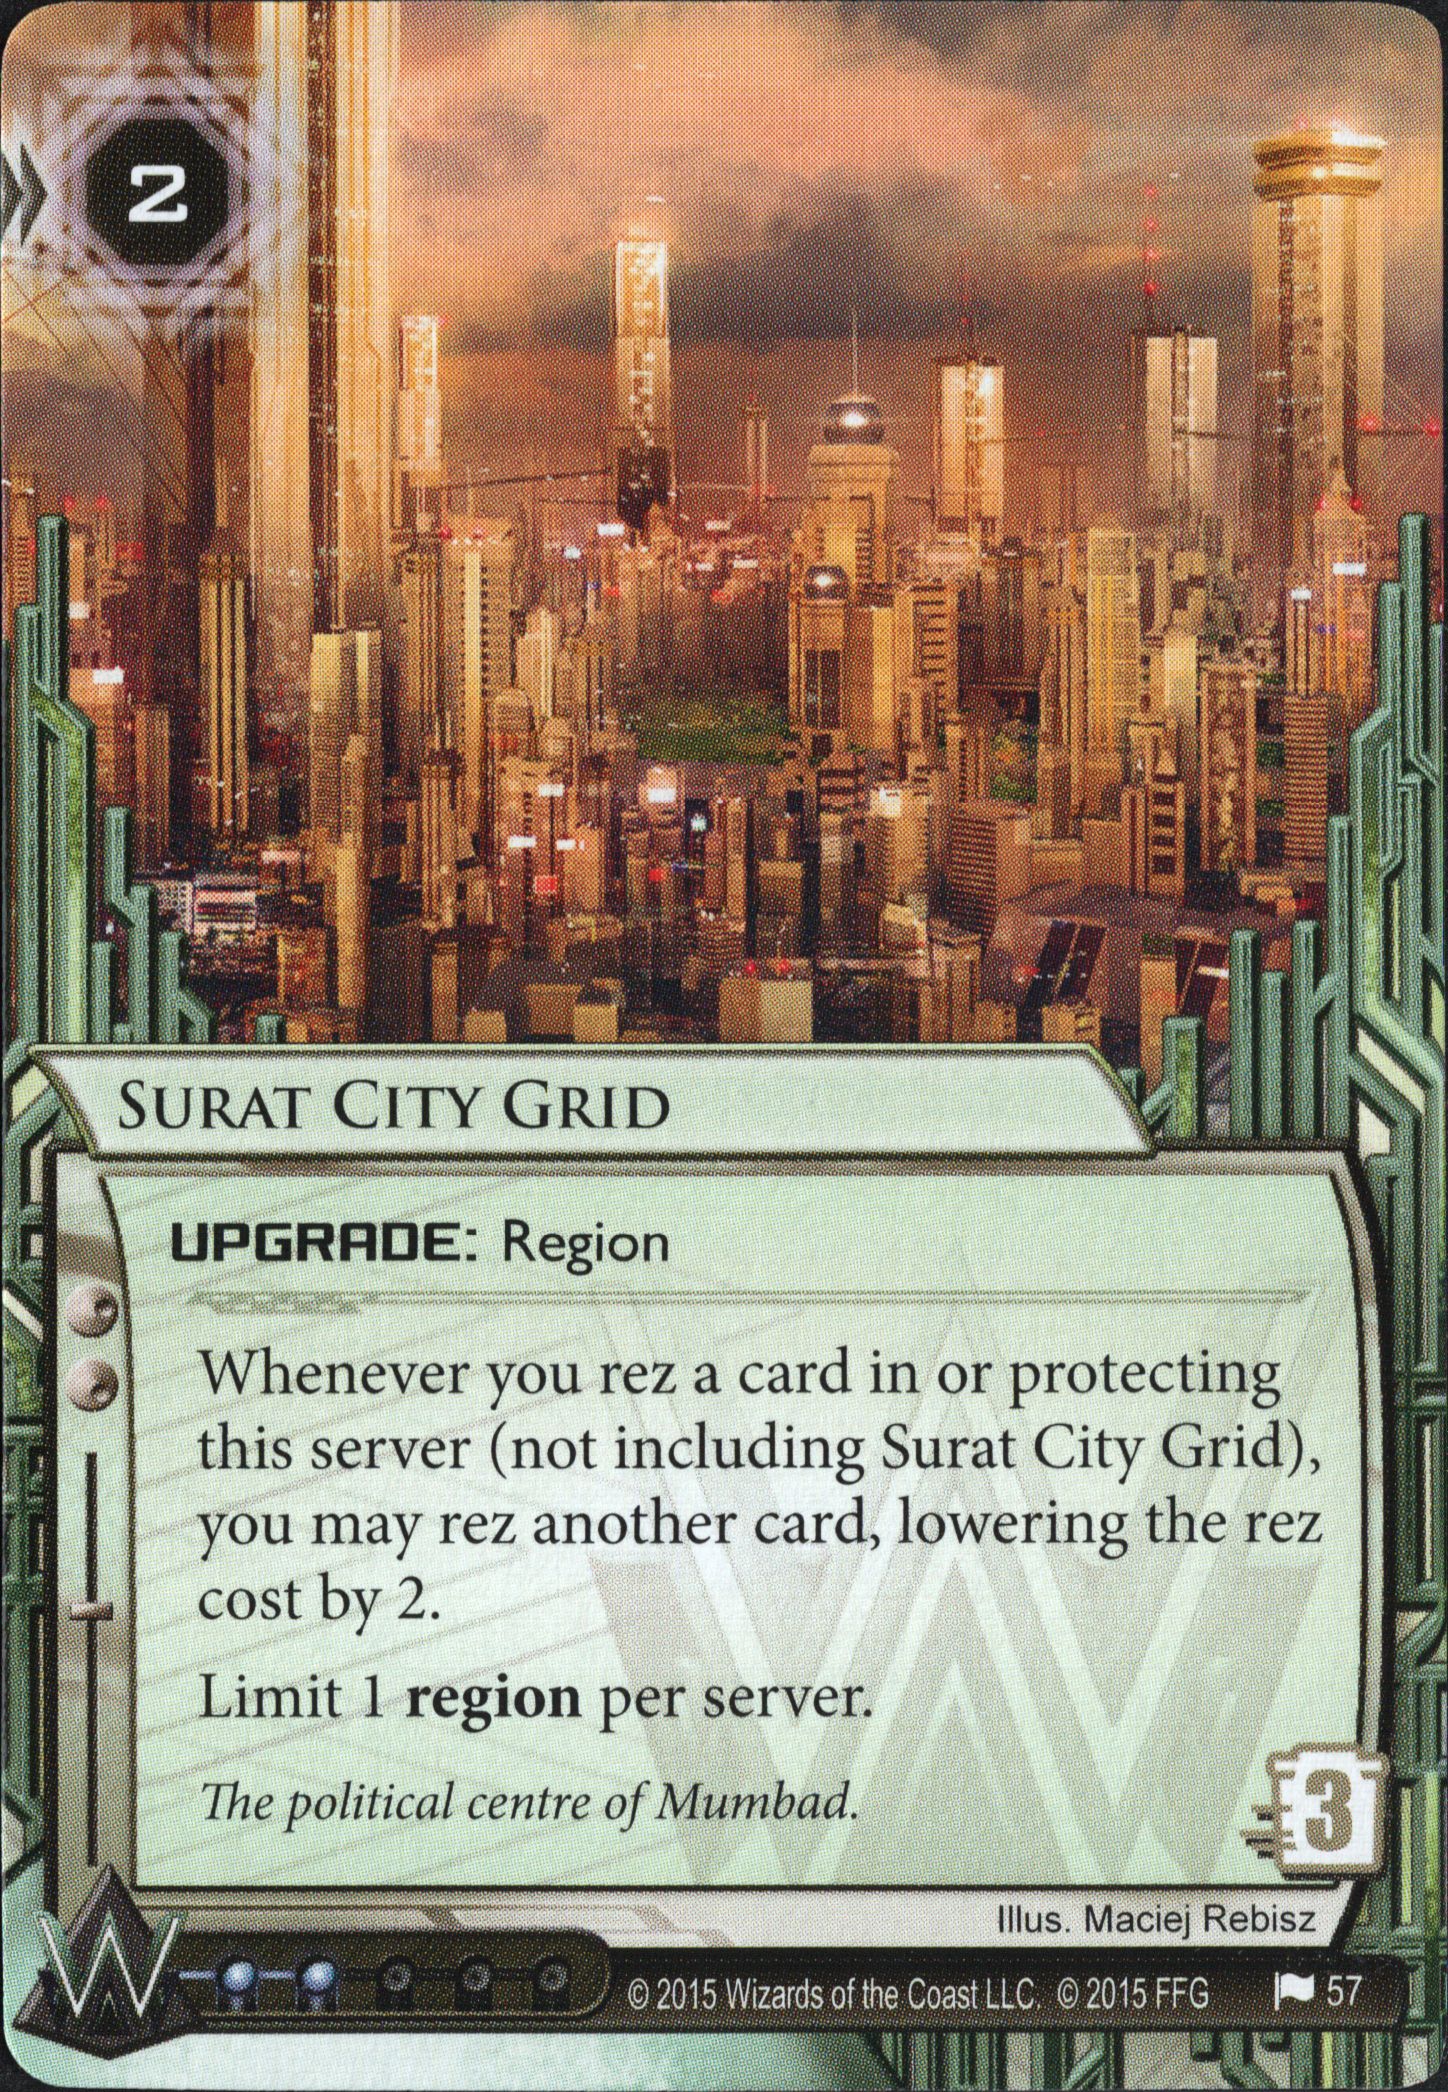 2
SURAT CITY GRID
UPGRADE: Region
Whenever you rez a card in or protecting
this server (not including Surat City Grid),
you may rez another card, lowering the rez
cost by 2.
Limit 1 region per server.
The political centre of Mumbad.
3
Illus. Maciej Rebisz
W
© 2015 Wizards of the Coast LLC. © 2015 FFG 57